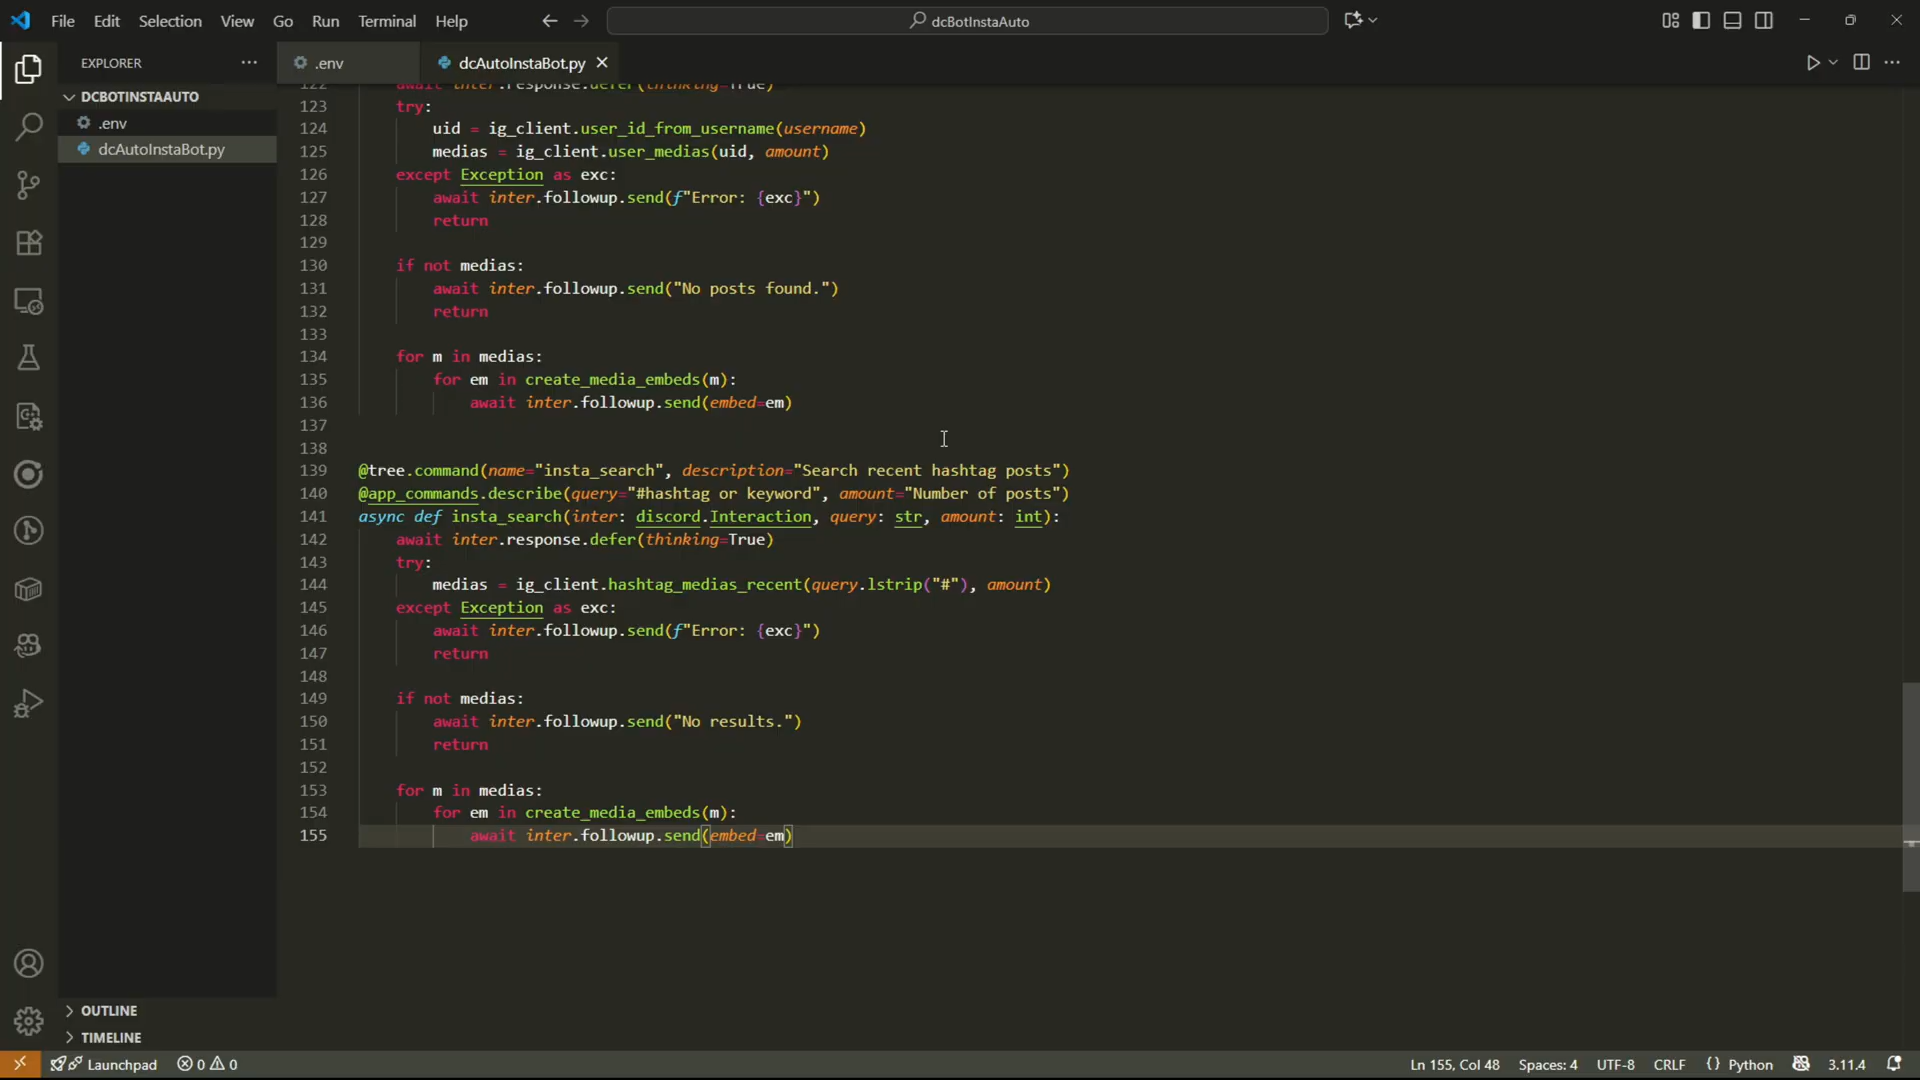 File Edit Selection View Go Run Terminal Help
dcBotInstaAuto
EXPLORER
.env
dcAutoInstaBot.py
DCBOTINSTAAUTO
.env
dcAutoInstaBot.py
122 await inter.response.defer(thinking=True)
123 try:
124 uid = ig_client.user_id_from_username(username)
125 medias = ig_client.user_medias(uid, amount)
126 except Exception as exc:
127 await inter.followup.send(f"Error: {exc}")
128 return
129
130 if not medias:
131 await inter.followup.send("No posts found.")
132 return
133
134 for m in medias:
135 for em in create_media_embeds(m):
136 await inter.followup.send(embed=em)
137
138
139 @tree.command(name="insta_search", description="Search recent hashtag posts")
140 @app_commands.describe(query="#hashtag or keyword", amount="Number of posts")
141 async def insta_search(inter: discord.Interaction, query: str, amount: int):
142 await inter.response.defer(thinking=True)
143 try:
144 medias = ig_client.hashtag_medias_recent(query.lstrip("#"), amount)
145 except Exception as exc:
146 await inter.followup.send(f"Error: {exc}")
147 return
148
149 if not medias:
150 await inter.followup.send("No results.")
151 return
152
153 for m in medias:
154 for em in create_media_embeds(m):
155 await inter.followup.send(embed=em)
OUTLINE
TIMELINE
Launchpad 0 0 Ln 155, Col 48 Spaces: 4 UTF-8 CRLF {} Python 3.11.4